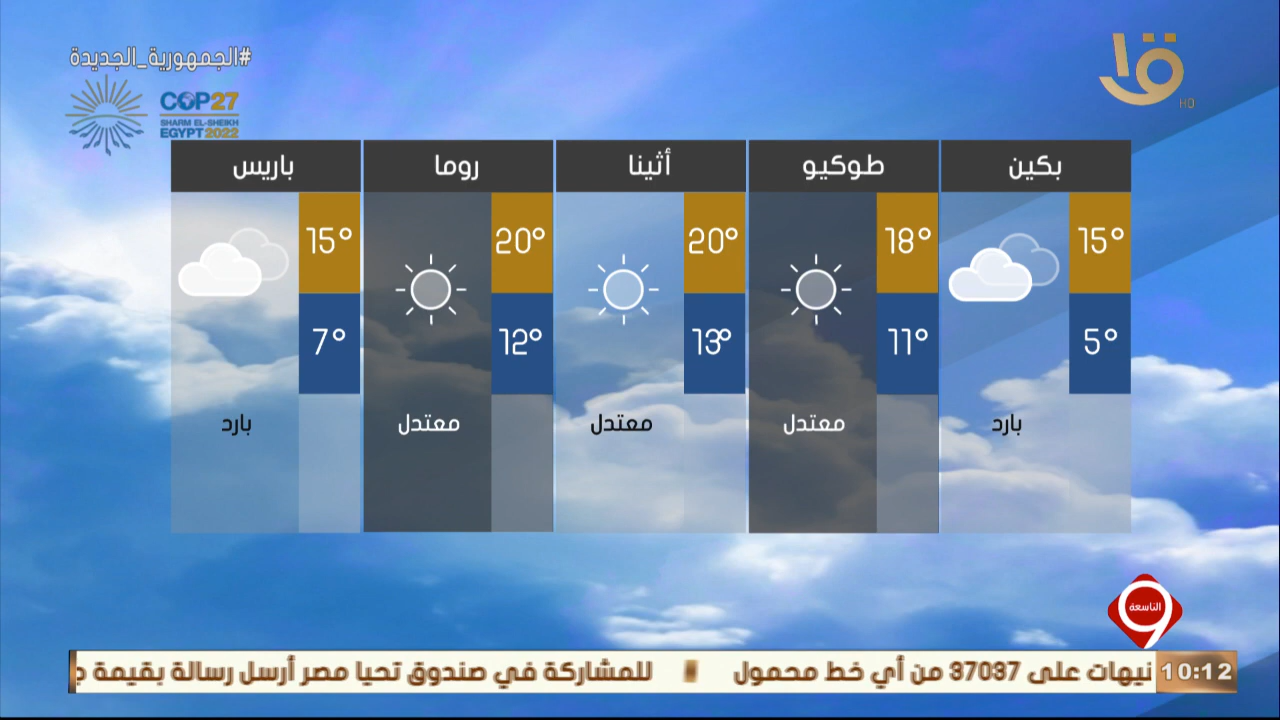 #الجمهورية_الجديدة
COP27
SHARM EL-SHEIKH
EGYPT 2022
HD
بكين
15°
5°
بارد
طوكيو
18°
11°
معتدل
أثينا
20°
13°
معتدل
روما
20°
12°
معتدل
باريس
15°
7°
بارد
التاسعة
9
10:12
نيهات على 37037 من أي خط محمول
للمشاركة في صندوق تحيا مصر أرسل رسالة بقيمة